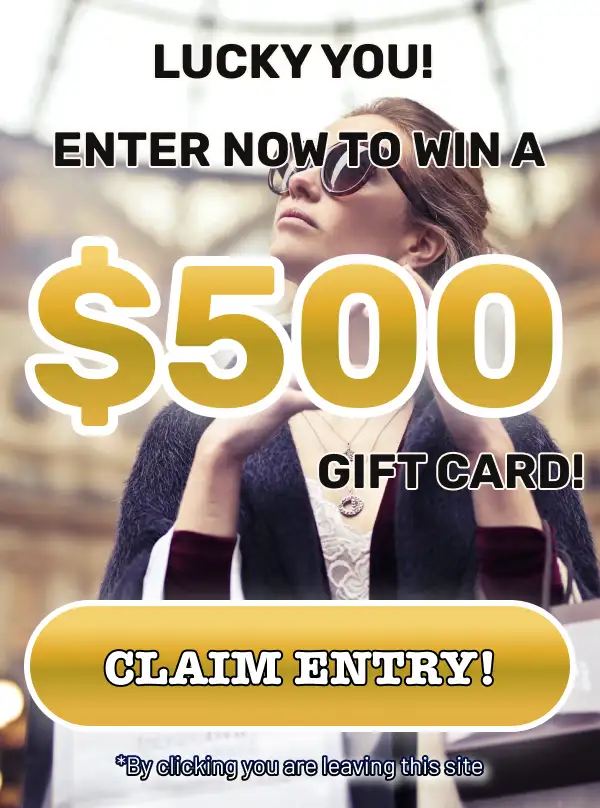 LUCKY YOU!
ENTER NOW TO WIN A
$500
GIFT CARD!
CLAIM ENTRY!
*By clicking you are leaving this site